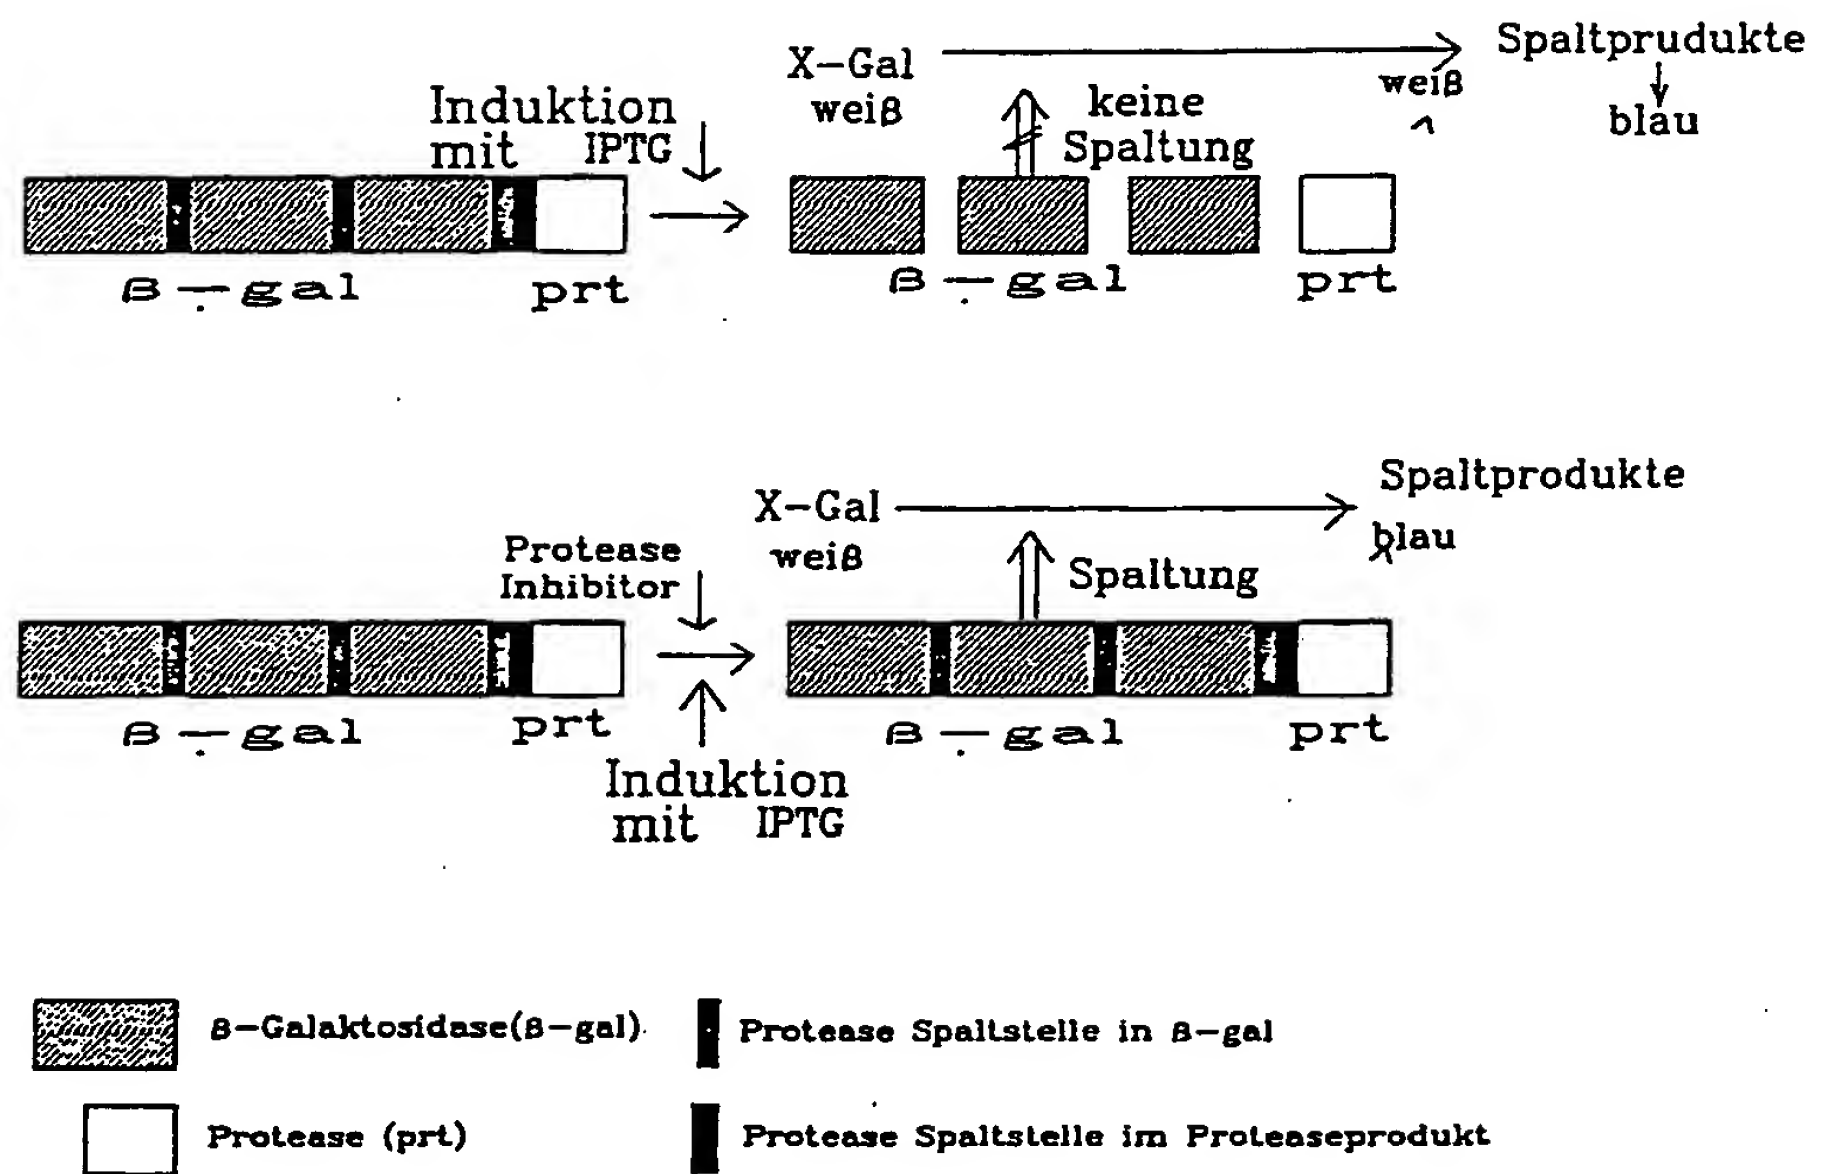 X-Gal
weiß
Spaltprudukte
weiß
blau
Induktion
mit IPTG
keine
Spaltung
β-gal
prt
β-gal
prt
X-Gal
weiß
Spaltprodukte
blau
Protease
Inhibitor
Spaltung
β-gal
prt
β-gal
prt
Induktion
mit IPTG
β-Galaktosidase(β-gal)
Protease Spaltstelle in β-gal
Protease (prt)
Protease Spaltstelle im Proteaseprodukt